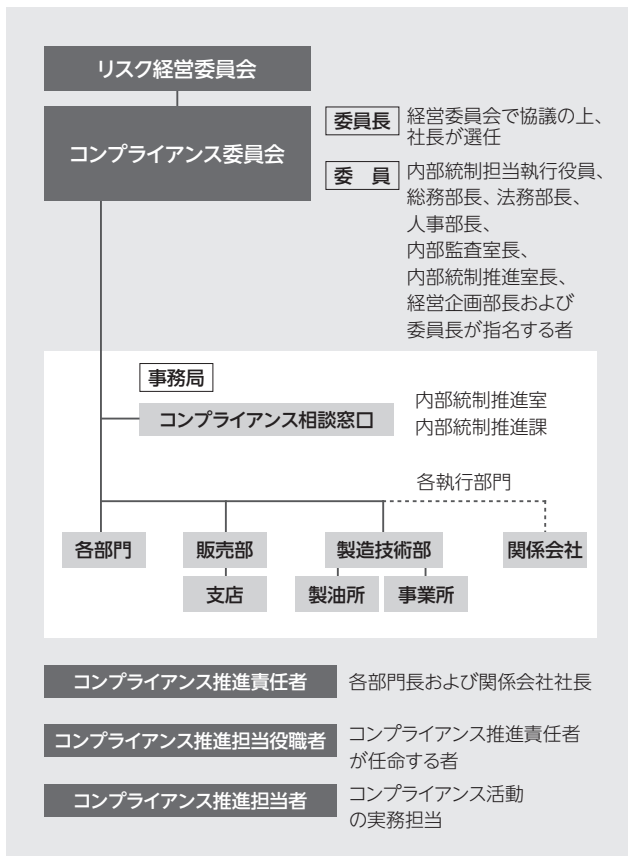 リスク経営委員会
コンプライアンス委員会
委員長
経営委員会で協議の上、
社長が選任
委　員
内部統制担当執行役員、
総務部長、法務部長、
人事部長、
内部監査室長、
内部統制推進室長、
経営企画部長および
委員長が指名する者
事務局
コンプライアンス相談窓口
内部統制推進室
内部統制推進課
各執行部門
各部門
販売部
製造技術部
関係会社
支店
製油所
事業所
コンプライアンス推進責任者
各部門長および関係会社社長
コンプライアンス推進担当役職者
コンプライアンス推進責任者
が任命する者
コンプライアンス推進担当者
コンプライアンス活動
の実務担当